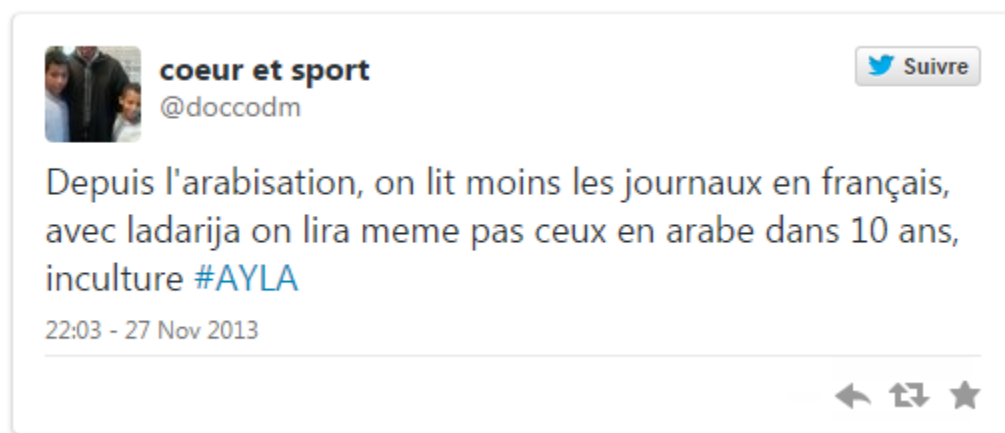 coeur et sport
Suivre
@doccodm
Depuis l'arabisation, on lit moins les journaux en français,
avec ladarija on lira meme pas ceux en arabe dans 10 ans,
inculture #AYLA
22:03 - 27 Nov 2013